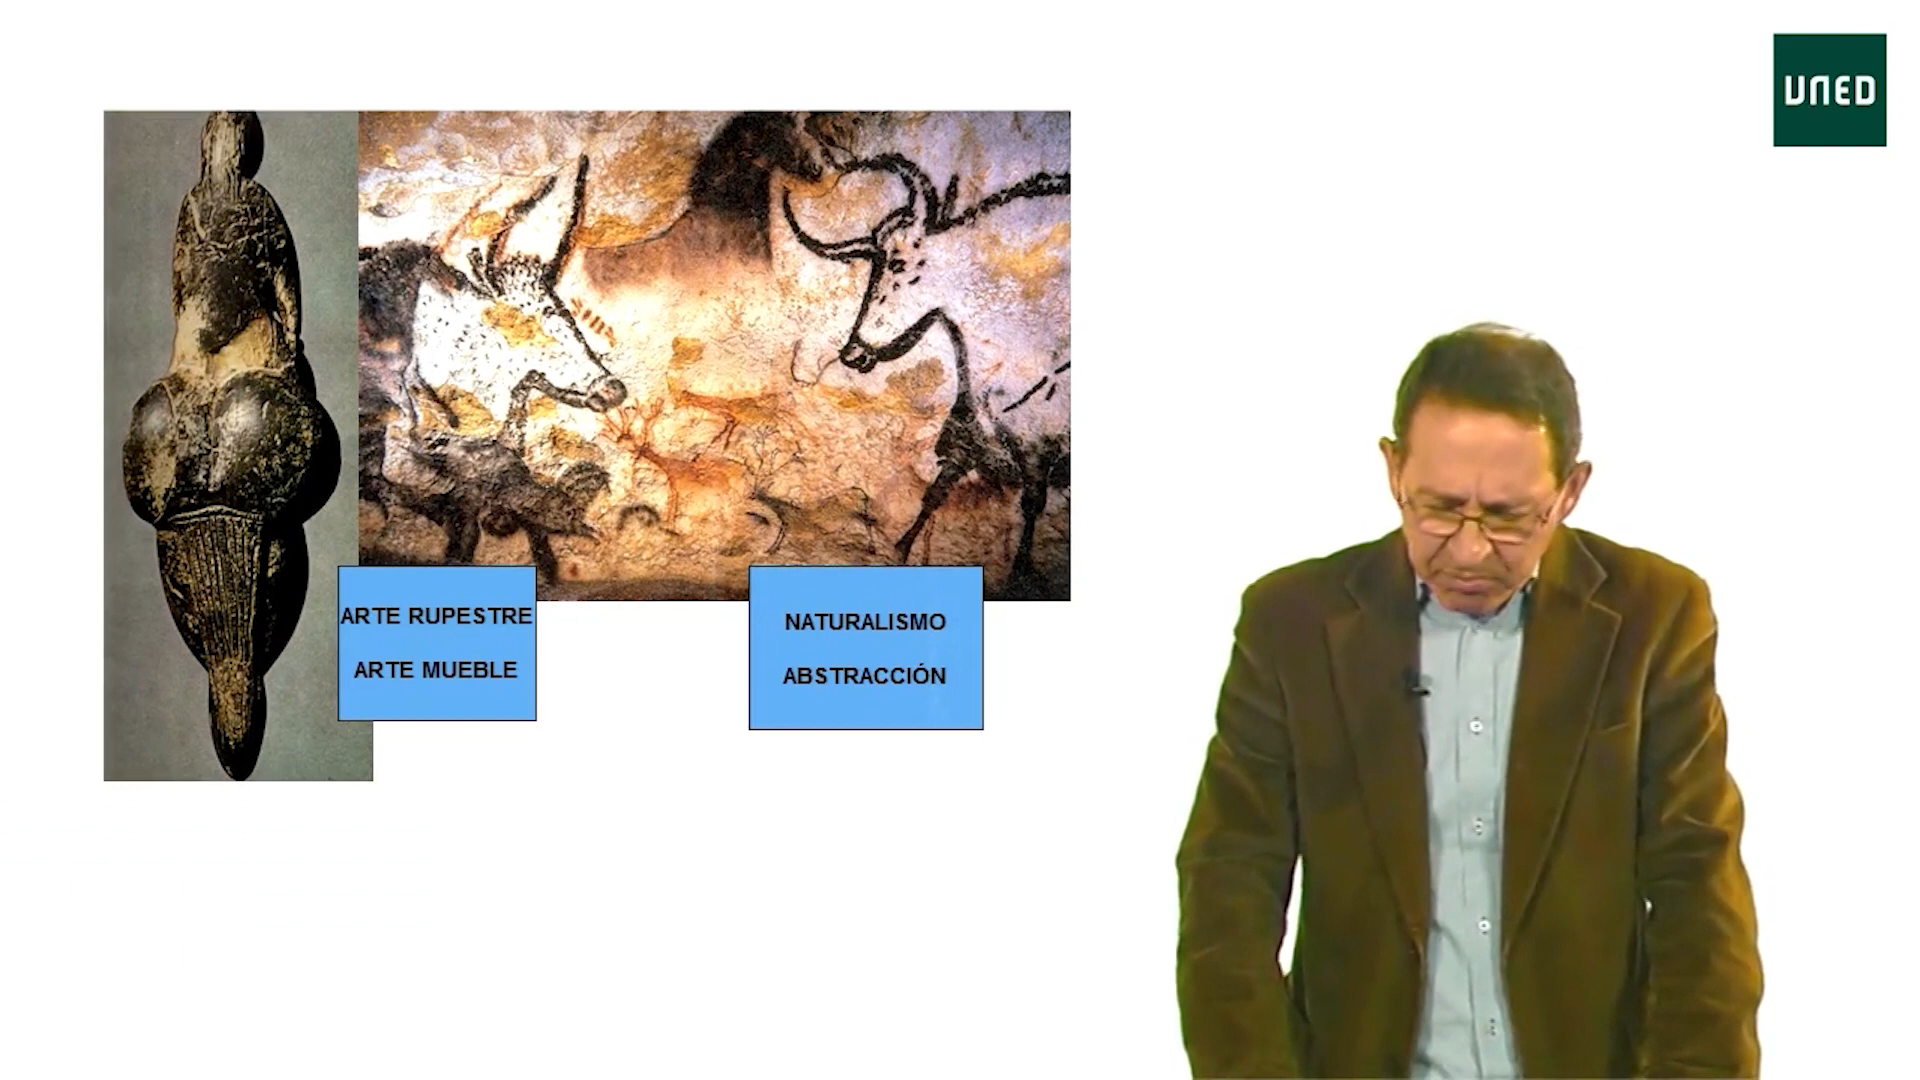 UNED
ARTE RUPESTRE
ARTE MUEBLE
NATURALISMO
ABSTRACCIÓN